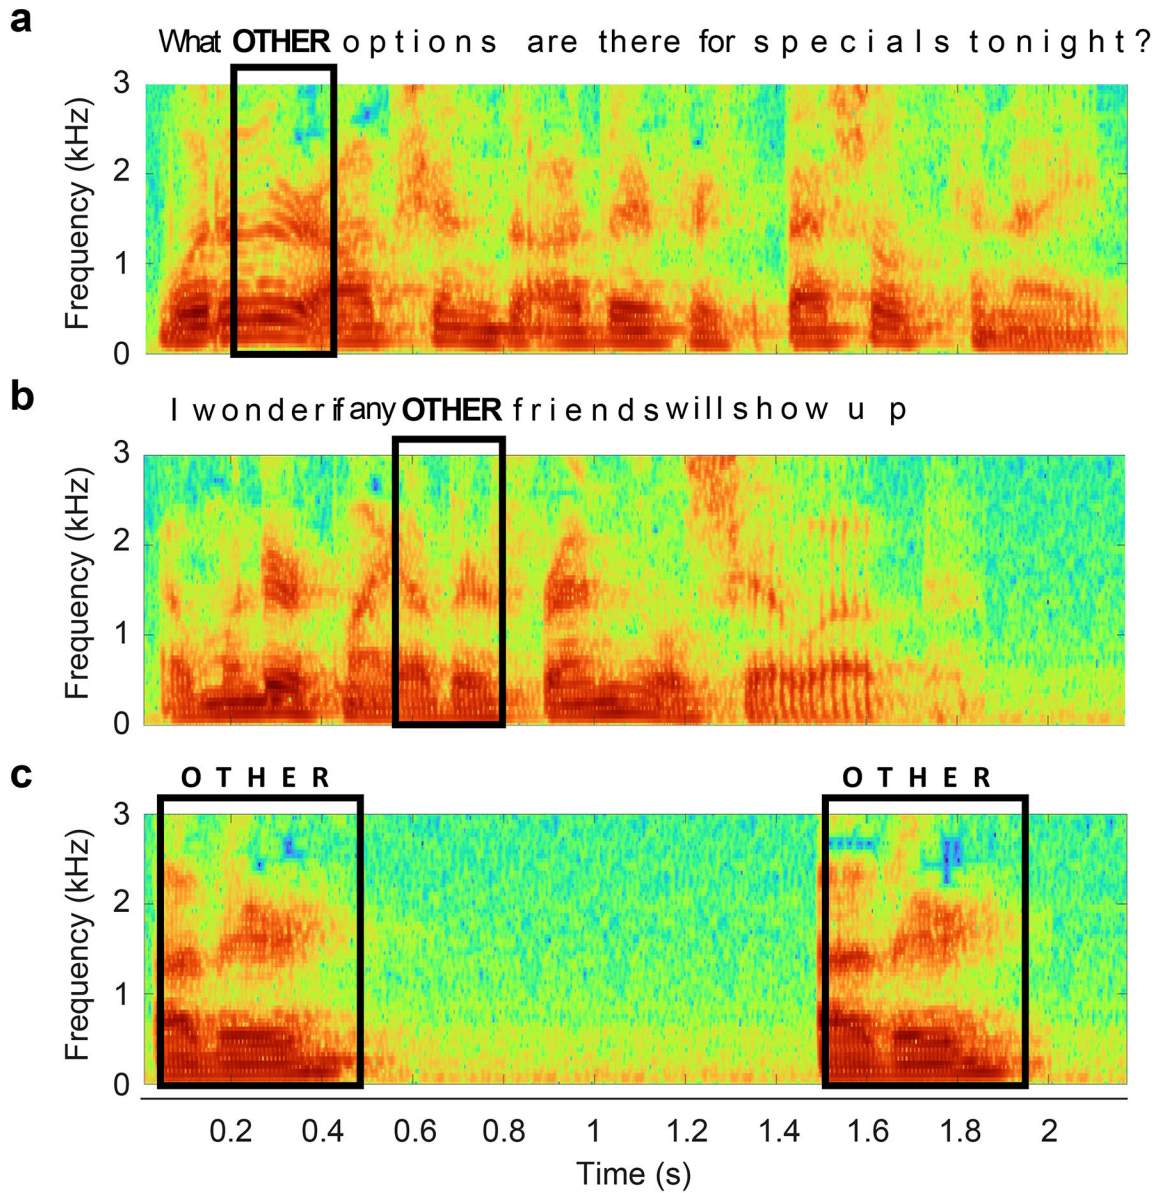 a
What OTHER options are there for specials tonight?
3
2
1
0
Frequency (kHz)
b
I wonder if any OTHER friends will show up
3
2
1
0
Frequency (kHz)
c
OTHER OTHER
3
2
1
0
Frequency (kHz)
0.2 0.4 0.6 0.8 1 1.2 1.4 1.6 1.8 2
Time (s)